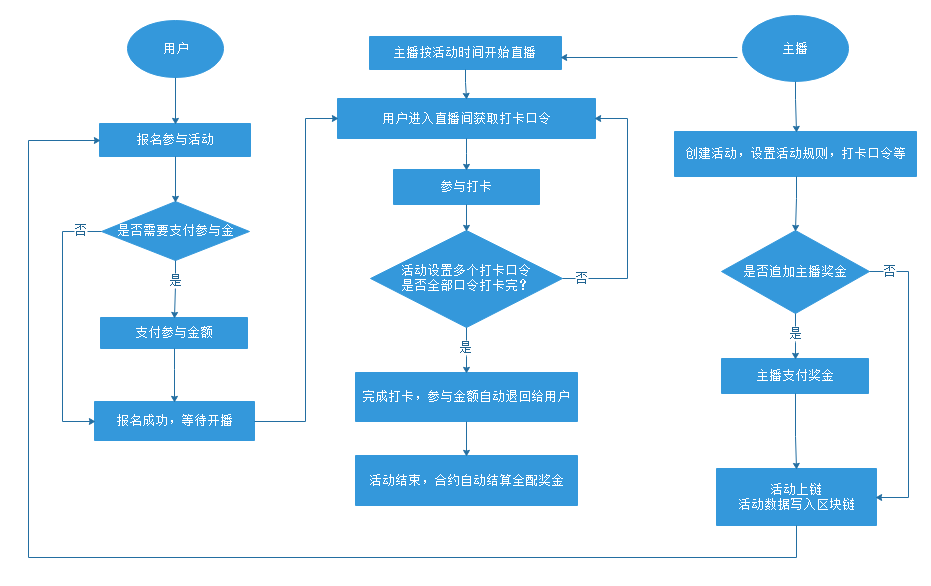 用户
报名参与活动
是否需要支付参与金
否
是
支付参与金额
报名成功，等待开播
主播按活动时间开始直播
用户进入直播间获取打卡口令
参与打卡
活动设置多个打卡口令
是否全部口令打卡完?
否
是
完成打卡，参与金额自动退回给用户
活动结束，合约自动结算全配奖金
主播
创建活动，设置活动规则，打卡口令等
是否追加主播奖金
否
是
主播支付奖金
活动上链
活动数据写入区块链